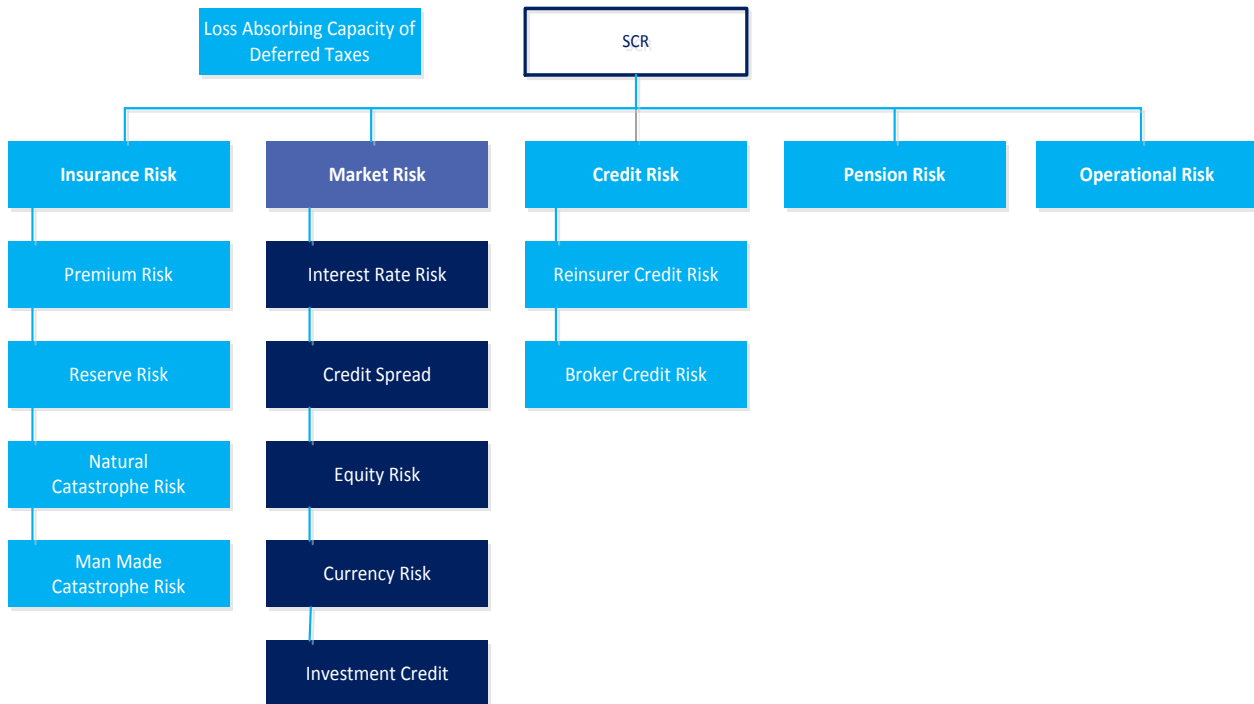 Loss Absorbing Capacity of
Deferred Taxes
SCR
Insurance Risk
Market Risk
Credit Risk
Pension Risk
Operational Risk
Premium Risk
Interest Rate Risk
Reinsurer Credit Risk
Reserve Risk
Credit Spread
Broker Credit Risk
Natural
Catastrophe Risk
Equity Risk
Man Made
Catastrophe Risk
Currency Risk
Investment Credit